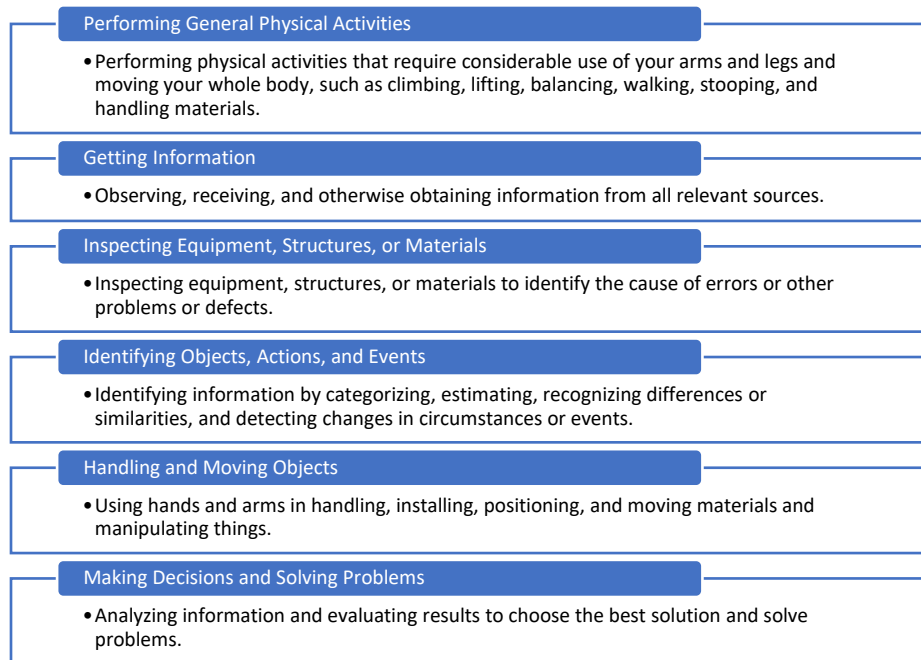 Performing General Physical Activities
•Performing physical activities that require considerable use of your arms and legs and
moving your whole body, such as climbing, lifting, balancing, walking, stooping, and
handling materials.
Getting Information
•Observing, receiving, and otherwise obtaining information from all relevant sources.
Inspecting Equipment, Structures, or Materials
•Inspecting equipment, structures, or materials to identify the cause of errors or other
problems or defects.
Identifying Objects, Actions, and Events
•Identifying information by categorizing, estimating, recognizing differences or
similarities, and detecting changes in circumstances or events.
Handling and Moving Objects
•Using hands and arms in handling, installing, positioning, and moving materials and
manipulating things.
Making Decisions and Solving Problems
•Analyzing information and evaluating results to choose the best solution and solve
problems.